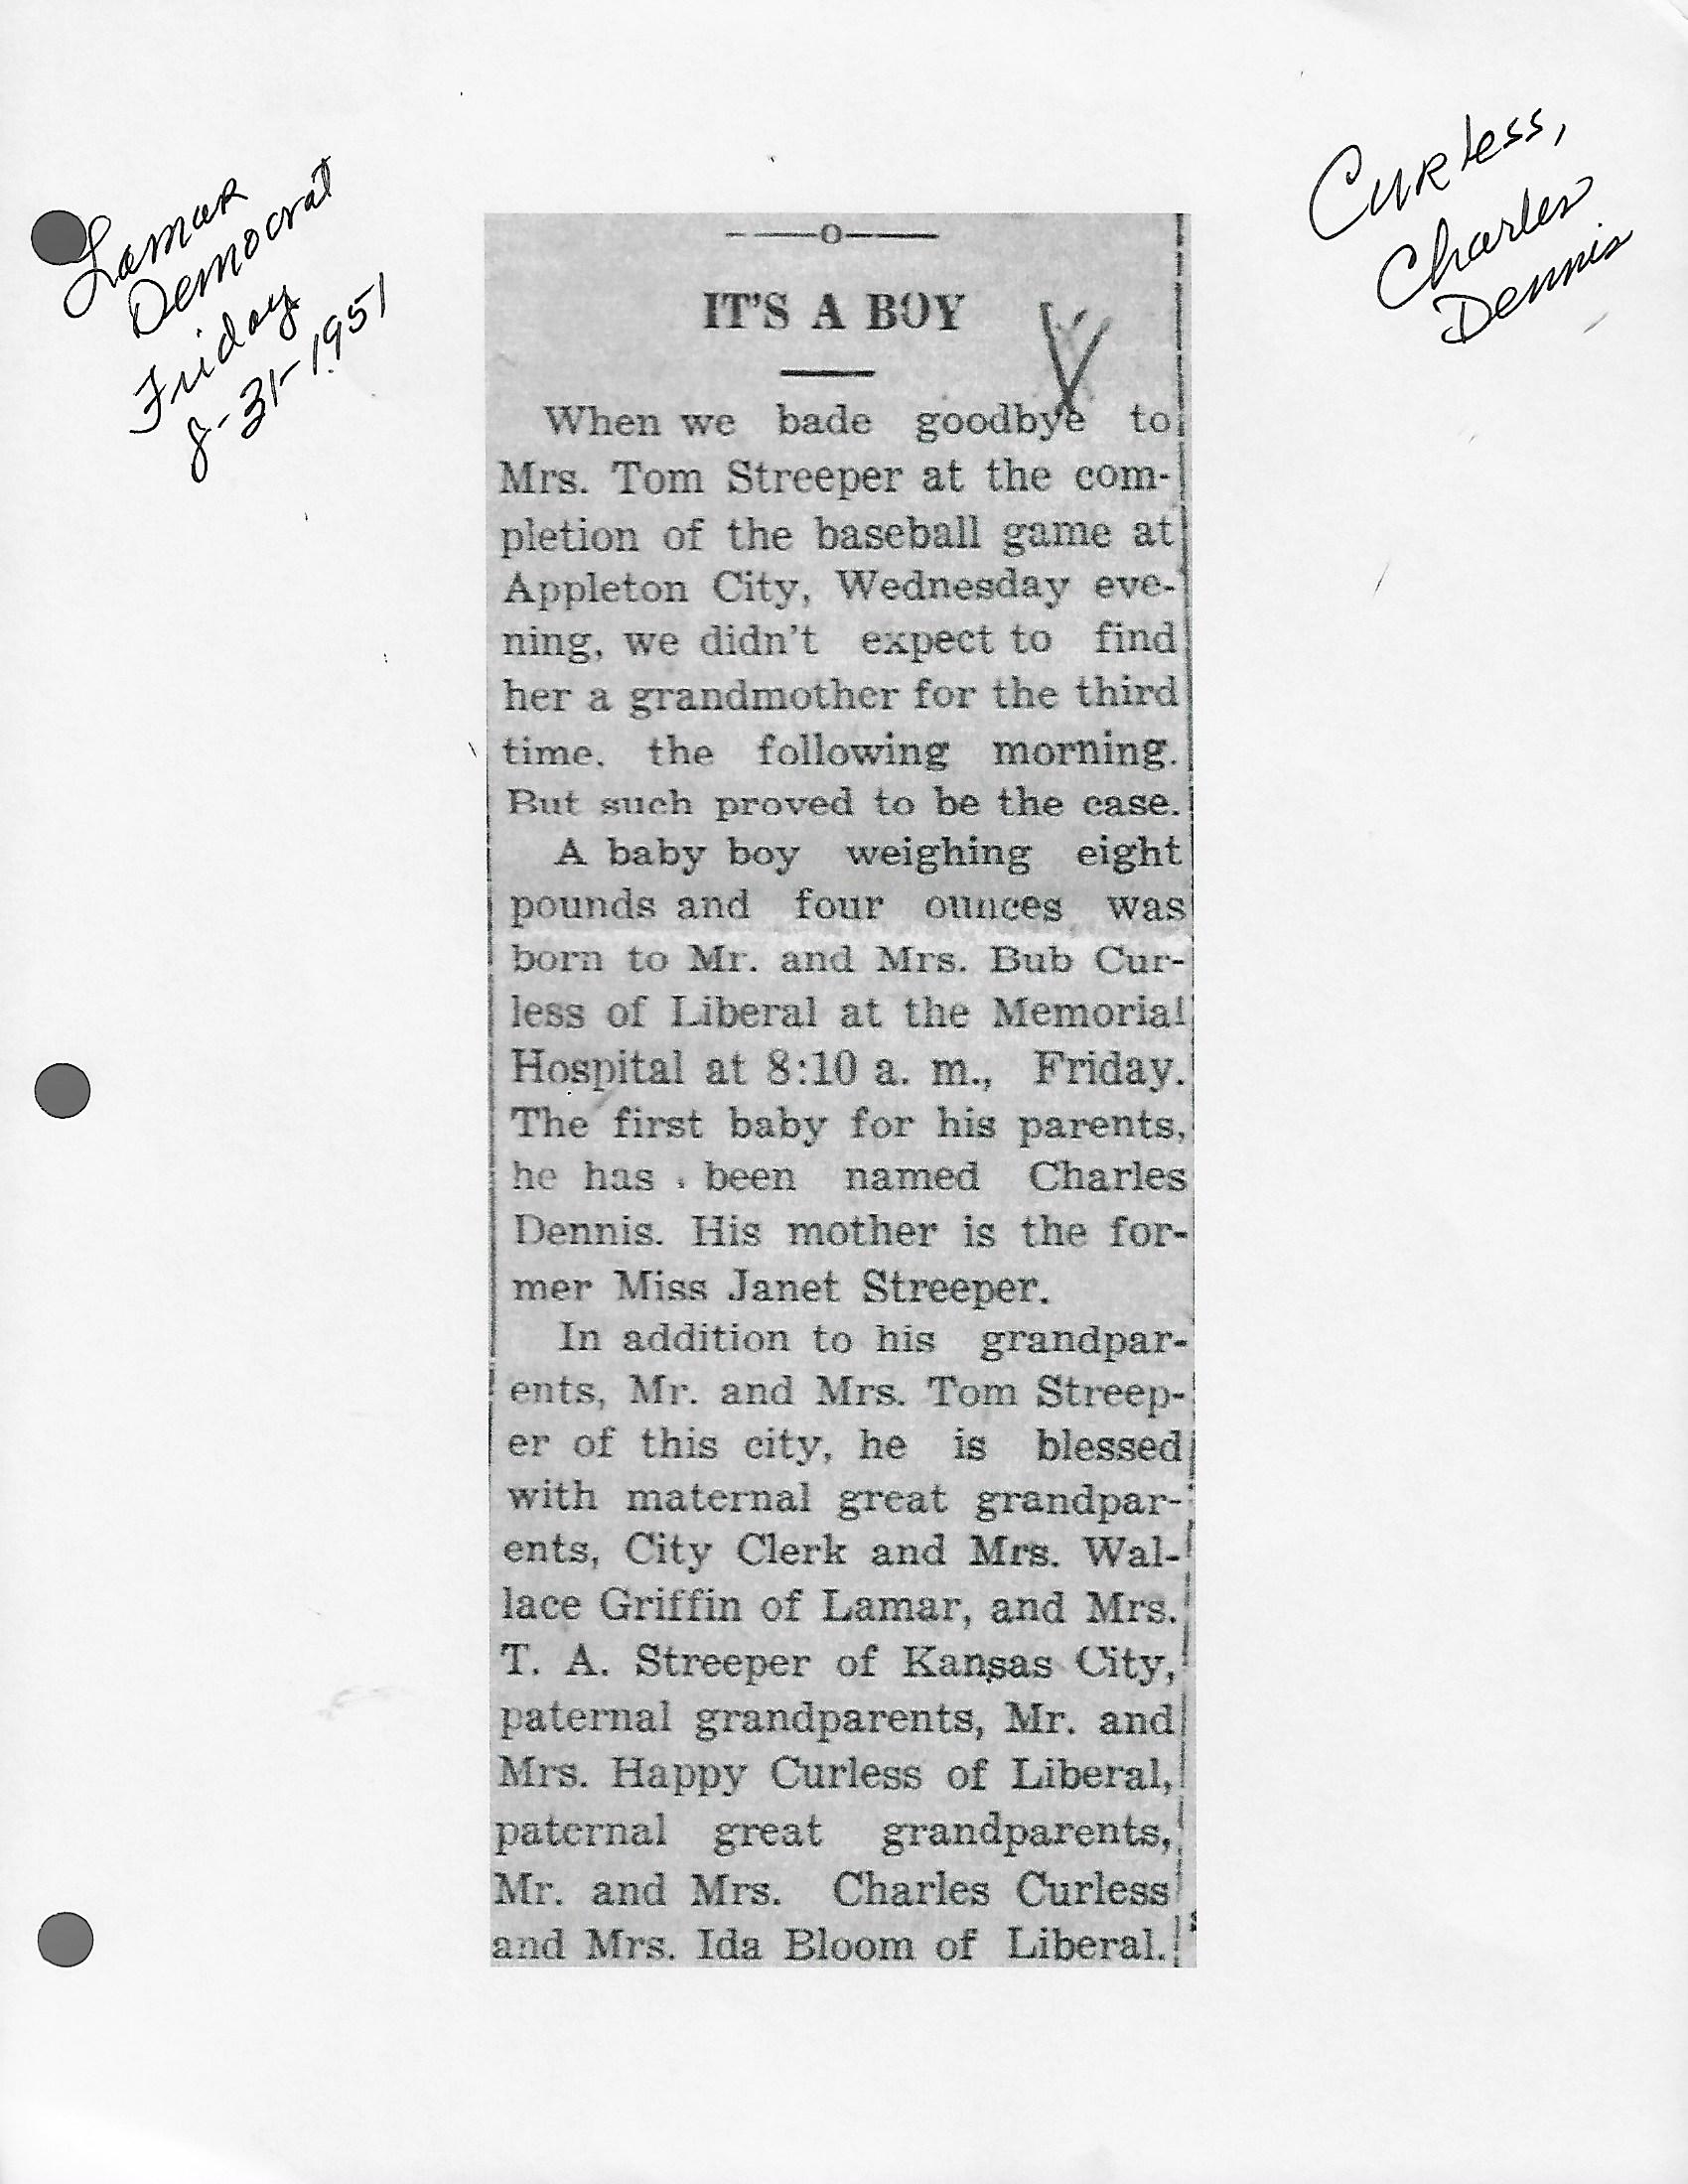 Lamar
Democrat
Friday
8-31-1951
Curless,
Charles
Dennis
— —o——
IT'S A BOY
When we bade goodbye to
Mrs. Tom Streeper at the com-
pletion of the baseball game at
Appleton City, Wednesday eve-
ning, we didn't expect to find
her a grandmother for the third
time. the following morning.
But such proved to be the case.
A baby boy weighing eight
pounds and four ounces was
born to Mr. and Mrs. Bub Cur-
less of Liberal at the Memorial
Hospital at 8:10 a. m., Friday.
The first baby for his parents,
he has been named Charles
Dennis. His mother is the for-
mer Miss Janet Streeper.
In addition to his grandpar-
ents, Mr. and Mrs. Tom Streep-
er of this city, he is blessed
with maternal great grandpar-
ents, City Clerk and Mrs. Wal-
lace Griffin of Lamar, and Mrs.
T. A. Streeper of Kansas City,
paternal grandparents, Mr. and
Mrs. Happy Curless of Liberal,
paternal great grandparents,
Mr. and Mrs. Charles Curless
and Mrs. Ida Bloom of Liberal.